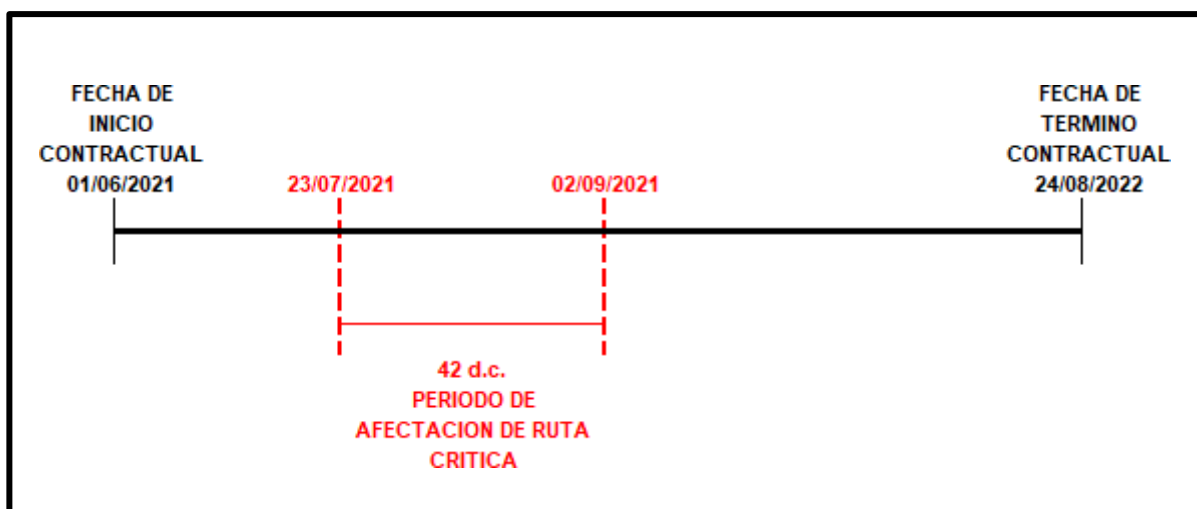 FECHA DE
INICIO
CONTRACTUAL
01/06/2021
23/07/2021
02/09/2021
FECHA DE
TERMINO
CONTRACTUAL
24/08/2022
42 d.c.
PERIODO DE
AFECTACION DE RUTA
CRITICA